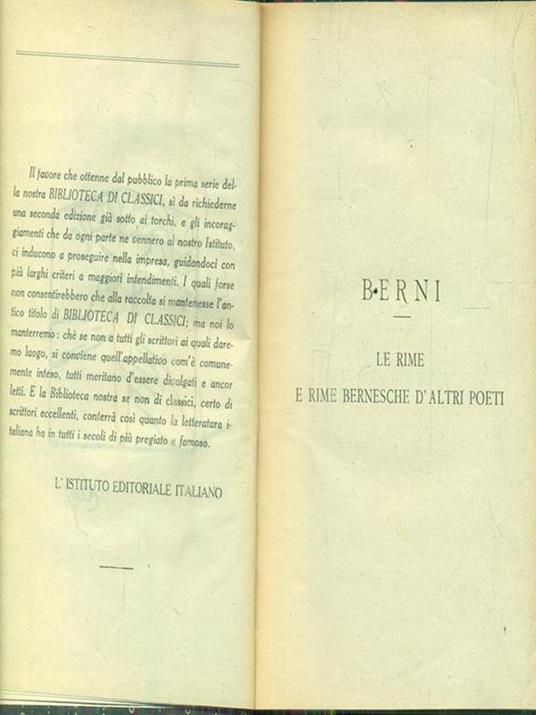 Il favore che ottenne dal pubblico la prima serie del-
la nostra BIBLIOTECA DI CLASSICI, sì da richiederne
una seconda edizione già sotto ai torchi, e gli incorag-
giamenti che da ogni parte ne vennero al nostro Istituto,
ci inducono a proseguire nella impresa, guidandoci con
più larghi criteri a maggiori intendimenti. I quali forse
non consentirebbero che alla raccolta si mantenesse l'an-
tico titolo di BIBLIOTECA DI CLASSICI; ma noi lo
manterremo: chè se non a tutti gli scrittori ai quali dare-
mo luogo, si conviene quell'appellativo com'è comune-
mente inteso, tutti meritano d'essere divulgati e ancor
letti. E la Biblioteca nostra se non di classici, certo di
scrittori eccellenti, conterrà così quanto la letteratura i-
taliana ha in tutti i secoli di più pregiato e famoso.
L'ISTITUTO EDITORIALE ITALIANO
BERNI
LE RIME
E RIME BERNESCHE D'ALTRI POETI